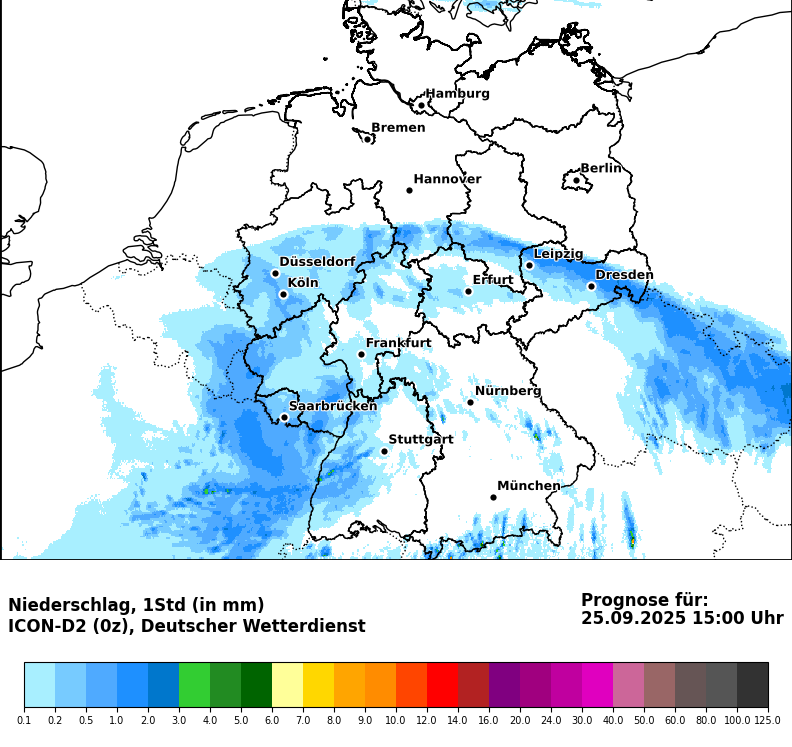 Hamburg
Bremen
Berlin
Hannover
Leipzig
Düsseldorf
Dresden
Köln
Erfurt
Frankfurt
Nürnberg
Saarbrücken
Stuttgart
München
Niederschlag, 1Std (in mm)
ICON-D2 (0z), Deutscher Wetterdienst
Prognose für:
25.09.2025 15:00 Uhr
0.1 0.2 0.5 1.0 2.0 3.0 4.0 5.0 6.0 7.0 8.0 9.0 10.0 12.0 14.0 16.0 20.0 24.0 30.0 40.0 50.0 60.0 80.0 100.0 125.0